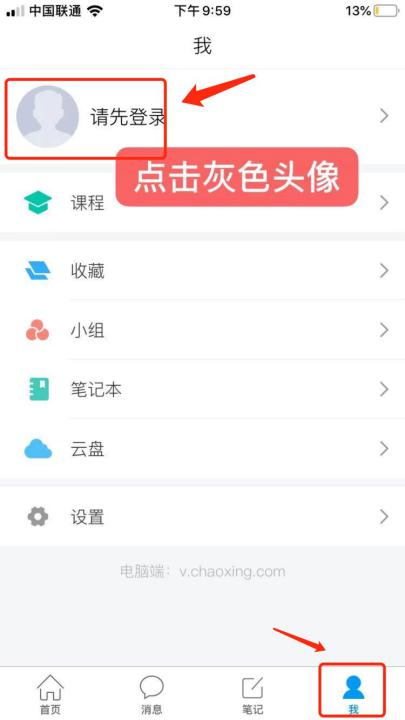 中国联通 下午9:59 13%
我
请先登录
点击灰色头像
课程
收藏
小组
笔记本
云盘
设置
电脑端：v.chaoxing.com
首页 消息 笔记 我